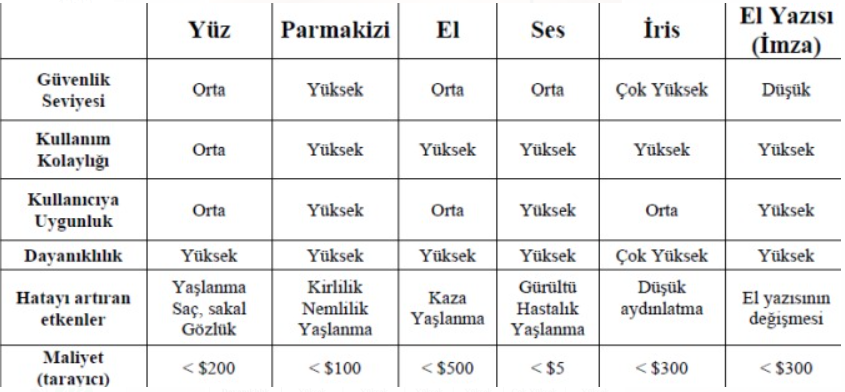 Yüz Parmakizi El Ses İris El Yazısı
(İmza)
Güvenlik
Seviyesi
Orta Yüksek Orta Orta Çok Yüksek Düşük
Kullanım
Kolaylığı
Orta Yüksek Yüksek Yüksek Yüksek Yüksek
Kullanıcıya
Uygunluk
Orta Yüksek Orta Yüksek Orta Yüksek
Dayanıklılık Yüksek Yüksek Yüksek Yüksek Çok Yüksek Yüksek
Hatayı artıran
etkenler
Yaşlanma
Saç, sakal
Gözlük
Kirlilik
Nemlilik
Yaşlanma
Kaza
Yaşlanma
Gürültü
Hastalık
Yaşlanma
Düşük
aydınlatma
El yazısının
değişmesi
Maliyet
(tarayıcı)
< $200 < $100 < $500 < $5 < $300 < $300